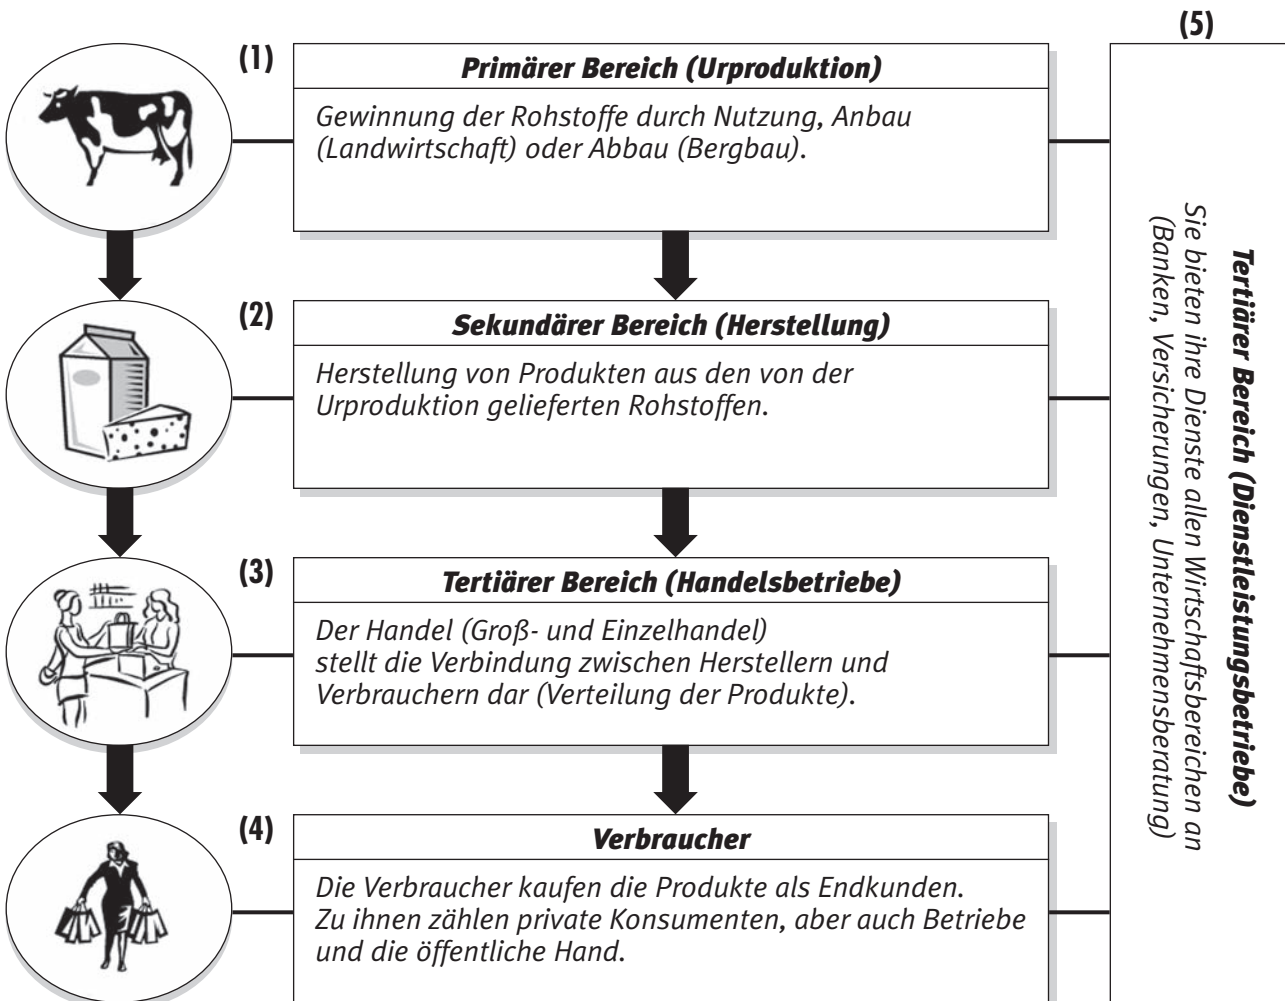 (1)
Primärer Bereich (Urproduktion)
Gewinnung der Rohstoffe durch Nutzung, Anbau
(Landwirtschaft) oder Abbau (Bergbau).
(2)
Sekundärer Bereich (Herstellung)
Herstellung von Produkten aus den von der
Urproduktion gelieferten Rohstoffen.
(3)
Tertiärer Bereich (Handelsbetriebe)
Der Handel (Groß- und Einzelhandel)
stellt die Verbindung zwischen Herstellern und
Verbrauchern dar (Verteilung der Produkte).
(4)
Verbraucher
Die Verbraucher kaufen die Produkte als Endkunden.
Zu ihnen zählen private Konsumenten, aber auch Betriebe
und die öffentliche Hand.
(5)
Tertiärer Bereich (Dienstleistungsbetriebe)
Sie bieten ihre Dienste allen Wirtschaftsbereichen an
(Banken, Versicherungen, Unternehmensberatung)